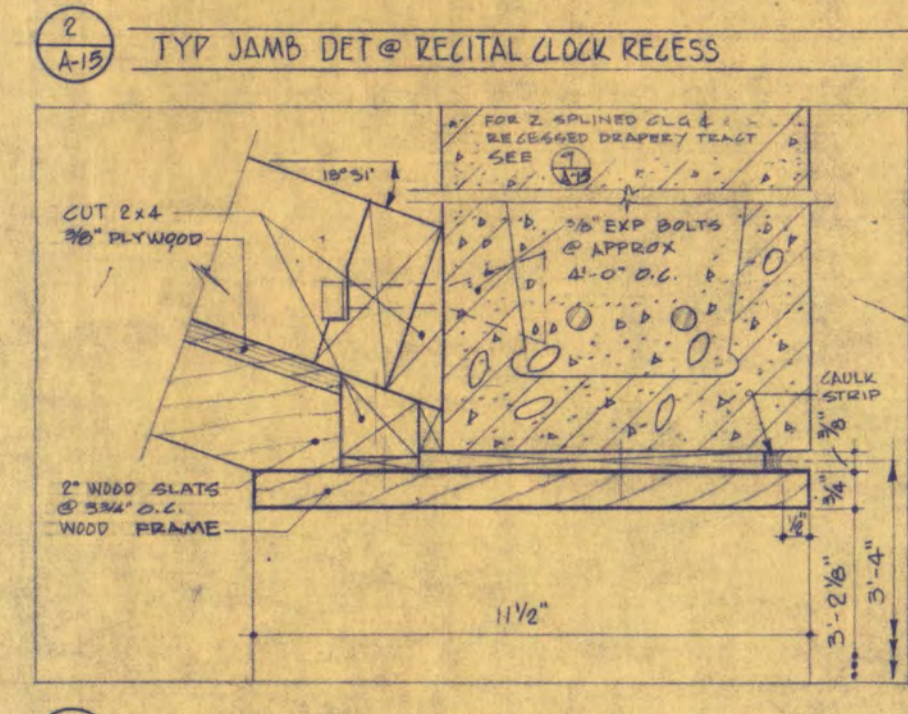 2
A-15
TYP JAMB DET @ RECITAL CLOCK RECESS
FOR Z SPLINED CLG &
RECESSED DRAPERY TRACT
SEE
A-15
18°31'
CUT 2x4
3/8" PLYWOOD
3/8" EXP BOLTS
@ APPROX
4'-0" O.C.
CAULK
STRIP
3/8"
3/4"
2" WOOD SLATS
@ 3 3/4" O.C.
WOOD FRAME
1/2"
11 1/2"
3'-2 1/8"
3'-4"